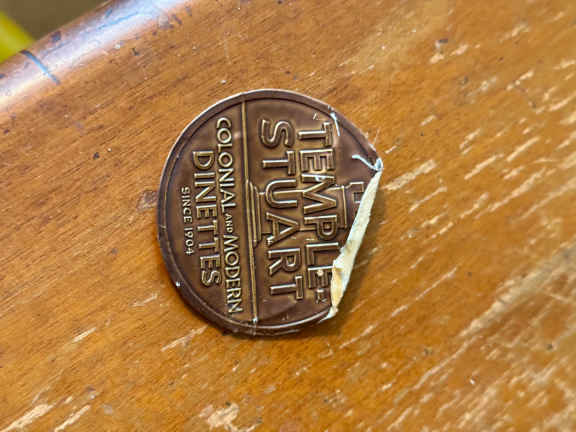 TEMPLE
STUART
COLONIAL AND MODERN
DINETTES
SINCE 1904